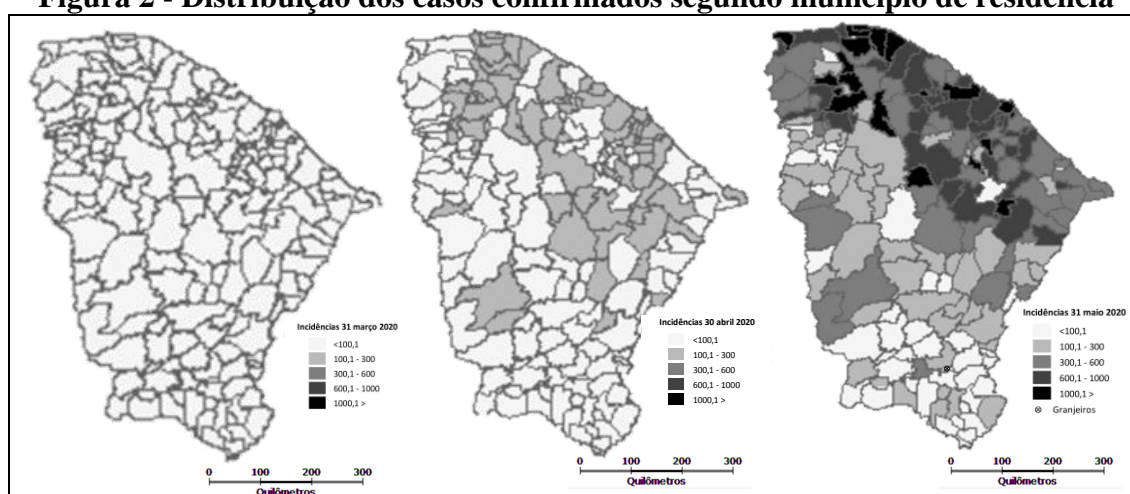 Figura 2 - Distribuição dos casos confirmados segundo município de residência
Incidências 31 março 2020
<100,1
100,1 - 300
300,1 - 600
600,1 - 1000
1000,1 >
0 100 200 300
Quilômetros
Incidências 30 abril 2020
<100,1
100,1 - 300
300,1 - 600
600,1 - 1000
1000,1 >
0 100 200 300
Quilômetros
Incidências 31 maio 2020
<100,1
100,1 - 300
300,1 - 600
600,1 - 1000
1000,1 >
Granjeiros
0 100 200 300
Quilômetros